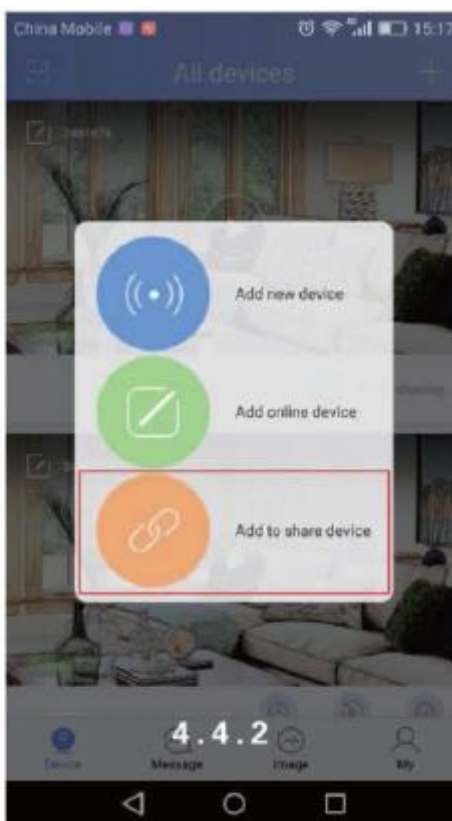 China Mobile 15:17
All devices
Add new device
Add online device
Add to share device
4.4.2
Device Message Image My